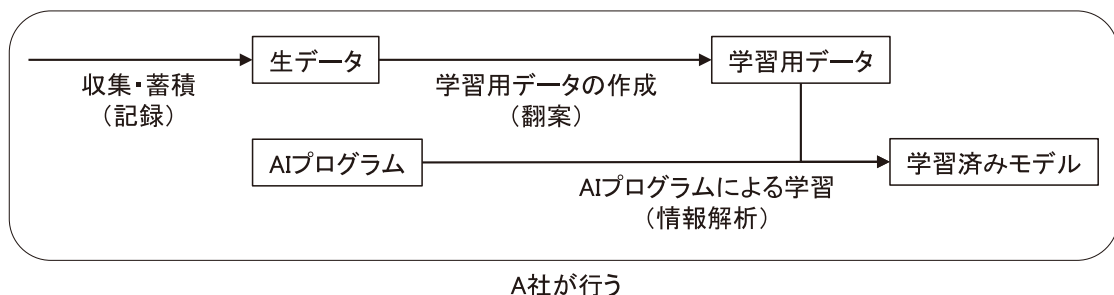 生データ
学習用データ
収集・蓄積
（記録）
学習用データの作成
（翻案）
AIプログラム
学習済みモデル
AIプログラムによる学習
（情報解析）
A社が行う